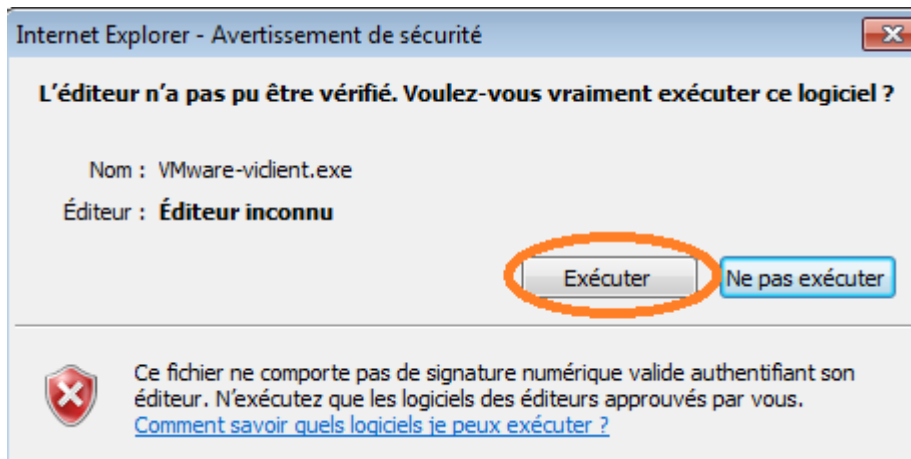 Internet Explorer - Avertissement de sécurité
L'éditeur n'a pas pu être vérifié. Voulez-vous vraiment exécuter ce logiciel ?
Nom : VMware-viclient.exe
Éditeur : Éditeur inconnu
Exécuter Ne pas exécuter
Ce fichier ne comporte pas de signature numérique valide authentifiant son
éditeur. N'exécutez que les logiciels des éditeurs approuvés par vous.
Comment savoir quels logiciels je peux exécuter ?